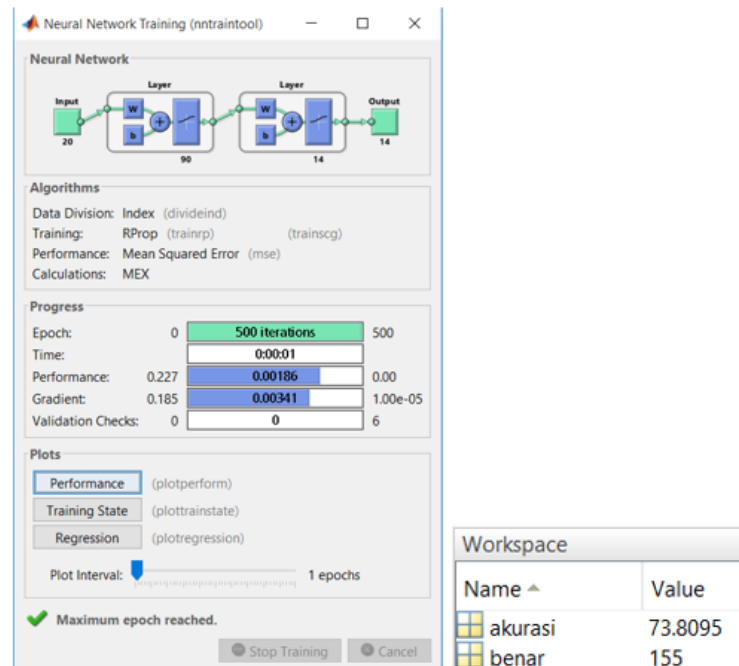 Neural Network Training (nntraintool)
Neural Network
Layer Layer
Input W W Output
b b
20 90 14 14
Algorithms
Data Division: Index (divideind)
Training: RProp (trainrp) (trainscg)
Performance: Mean Squared Error (mse)
Calculations: MEX
Progress
Epoch: 0 500 iterations 500
Time: 0:00:01
Performance: 0.227 0.00186 0.00
Gradient: 0.185 0.00341 1.00e-05
Validation Checks: 0 0 6
Plots
Performance (plotperform)
Training State (plottrainstate)
Regression (plotregression)
Plot Interval: 1 epochs
Maximum epoch reached.
Stop Training Cancel
Workspace
Name Value
akurasi 73.8095
benar 155